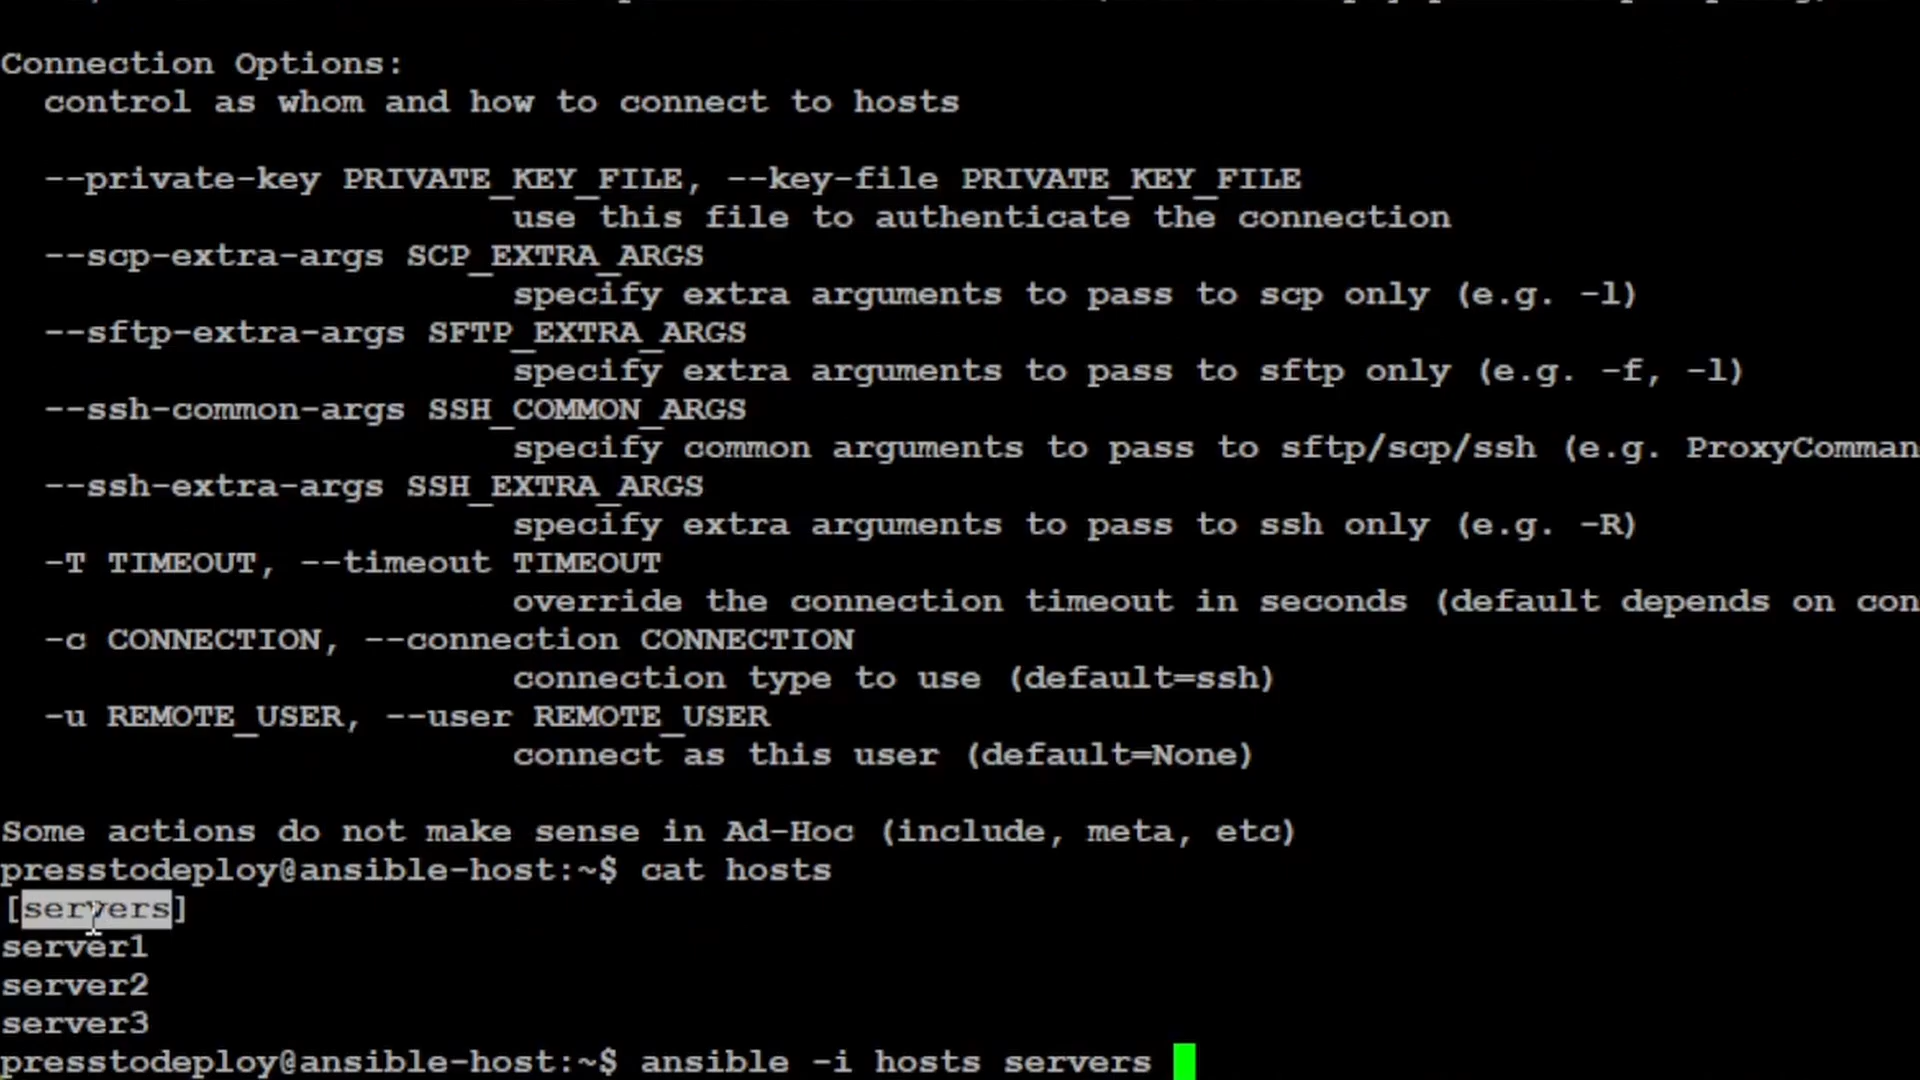 Connection Options:
control as whom and how to connect to hosts
--private-key PRIVATE_KEY_FILE, --key-file PRIVATE_KEY_FILE
use this file to authenticate the connection
--scp-extra-args SCP_EXTRA_ARGS
specify extra arguments to pass to scp only (e.g. -l)
--sftp-extra-args SFTP_EXTRA_ARGS
specify extra arguments to pass to sftp only (e.g. -f, -l)
--ssh-common-args SSH_COMMON_ARGS
specify common arguments to pass to sftp/scp/ssh (e.g. ProxyComman
--ssh-extra-args SSH_EXTRA_ARGS
specify extra arguments to pass to ssh only (e.g. -R)
-T TIMEOUT, --timeout TIMEOUT
override the connection timeout in seconds (default depends on con
-c CONNECTION, --connection CONNECTION
connection type to use (default=ssh)
-u REMOTE_USER, --user REMOTE_USER
connect as this user (default=None)
Some actions do not make sense in Ad-Hoc (include, meta, etc)
presstodeploy@ansible-host:~$ cat hosts
[servers]
server1
server2
server3
presstodeploy@ansible-host:~$ ansible -i hosts servers